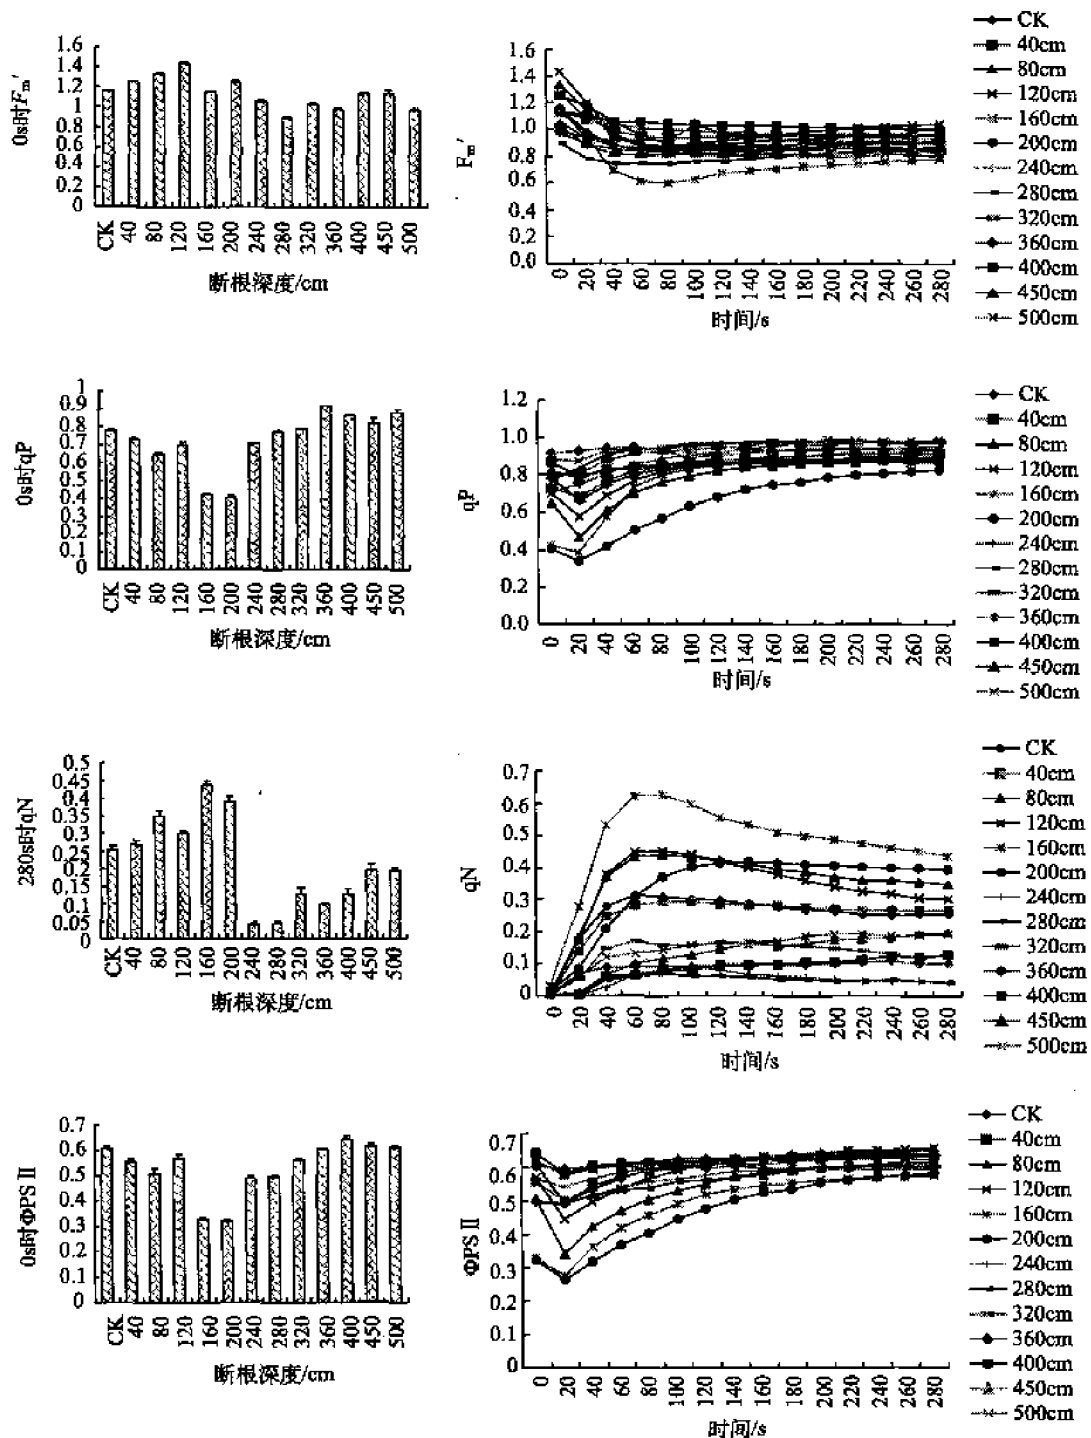 0s时Fm′
1.6
1.4
1.2
1
0.8
0.6
0.4
0.2
0
CK 40 80 120 160 200 240 280 320 360 400 450 500
断根深度/cm
Fm′
1.6
1.4
1.2
1.0
0.8
0.6
0.4
0.2
0.0
0 20 40 60 80 100 120 140 160 180 200 220 240 260 280
时间/s
CK
40cm
80cm
120cm
160cm
200cm
240cm
280cm
320cm
360cm
400cm
450cm
500cm
0s时qP
1
0.9
0.8
0.7
0.6
0.5
0.4
0.3
0.2
0.1
0
CK 40 80 120 160 200 240 280 320 360 400 450 500
断根深度/cm
qP
1.2
1.0
0.8
0.6
0.4
0.2
0.0
0 20 40 60 80 100 120 140 160 180 200 220 240 260 280
时间/s
CK
40cm
80cm
120cm
160cm
200cm
240cm
280cm
320cm
360cm
400cm
450cm
500cm
280s时qN
0.5
0.45
0.4
0.35
0.3
0.25
0.2
0.15
0.1
0.05
0
CK 40 80 120 160 200 240 280 320 360 400 450 500
断根深度/cm
qN
0.7
0.6
0.5
0.4
0.3
0.2
0.1
0
0 20 40 60 80 100 120 140 160 180 200 220 240 260 280
时间/s
CK
40cm
80cm
120cm
160cm
200cm
240cm
280cm
320cm
360cm
400cm
450cm
500cm
0s时ΦPSⅡ
0.7
0.6
0.5
0.4
0.3
0.2
0.1
0
CK 40 80 120 160 200 240 280 320 360 400 450 500
断根深度/cm
ΦPSⅡ
0.7
0.6
0.5
0.4
0.3
0.2
0.1
0
0 20 40 60 80 100 120 140 160 180 200 220 240 260 280
时间/s
CK
40cm
80cm
120cm
160cm
200cm
240cm
280cm
320cm
360cm
400cm
450cm
500cm